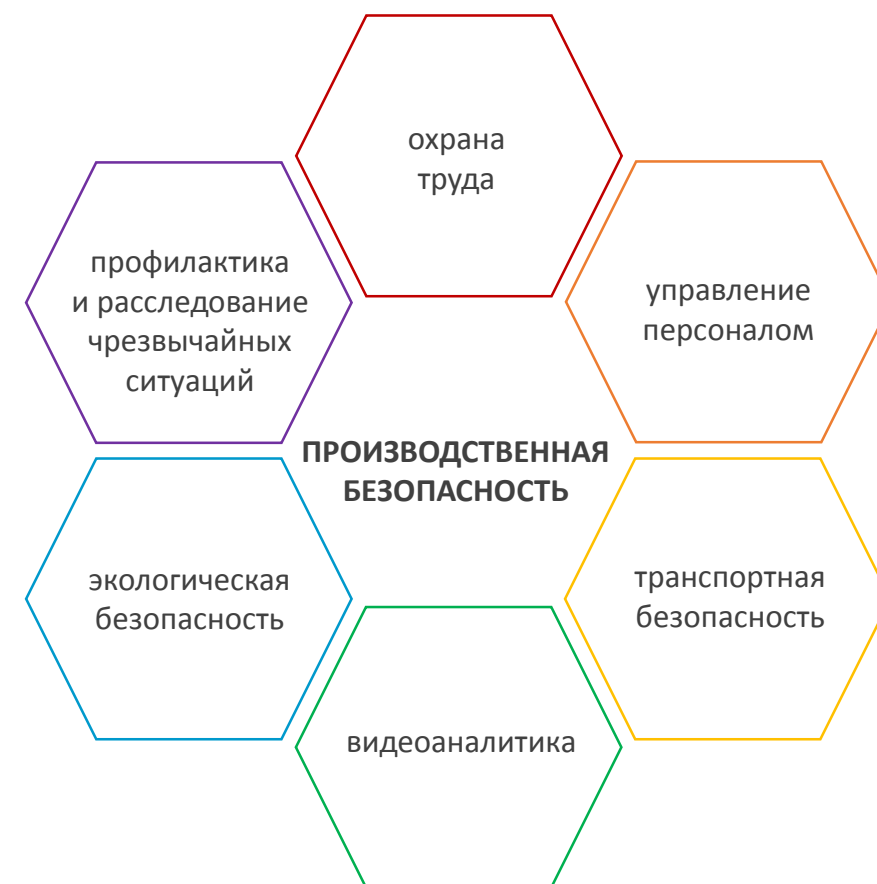 охрана
труда
профилактика
и расследование
чрезвычайных
ситуаций
управление
персоналом
ПРОИЗВОДСТВЕННАЯ
БЕЗОПАСНОСТЬ
экологическая
безопасность
транспортная
безопасность
видеоаналитика